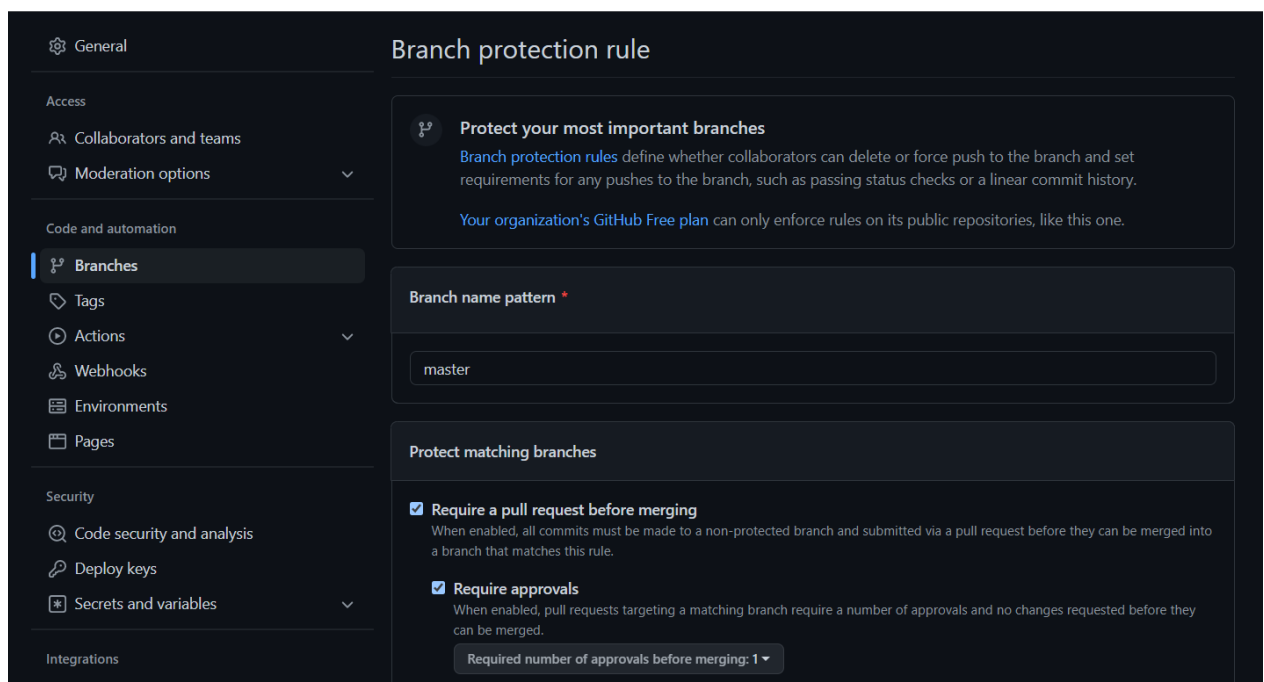 General
Access
Collaborators and teams
Moderation options
Code and automation
Branches
Tags
Actions
Webhooks
Environments
Pages
Security
Code security and analysis
Deploy keys
Secrets and variables
Integrations
Branch protection rule
Protect your most important branches
Branch protection rules define whether collaborators can delete or force push to the branch and set
requirements for any pushes to the branch, such as passing status checks or a linear commit history.
Your organization's GitHub Free plan can only enforce rules on its public repositories, like this one.
Branch name pattern *
master
Protect matching branches
Require a pull request before merging
When enabled, all commits must be made to a non-protected branch and submitted via a pull request before they can be merged into
a branch that matches this rule.
Require approvals
When enabled, pull requests targeting a matching branch require a number of approvals and no changes requested before they
can be merged.
Required number of approvals before merging: 1